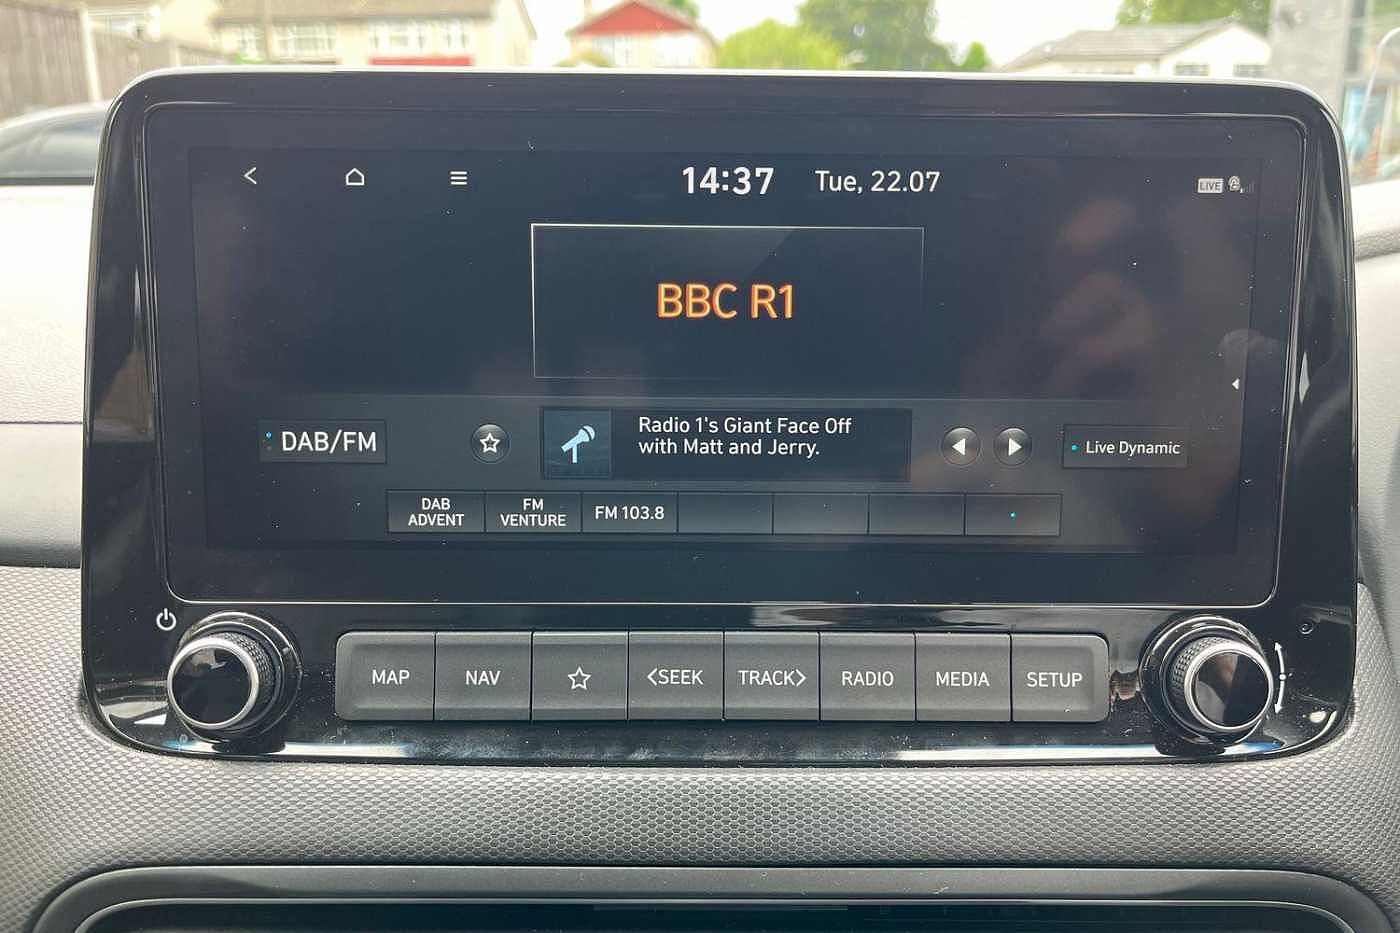 14:37 Tue, 22.07 LIVE
BBC R1
DAB/FM
Radio 1's Giant Face Off
with Matt and Jerry.
Live Dynamic
DAB
ADVENT
FM
VENTURE
FM 103.8
MAP NAV <SEEK TRACK> RADIO MEDIA SETUP